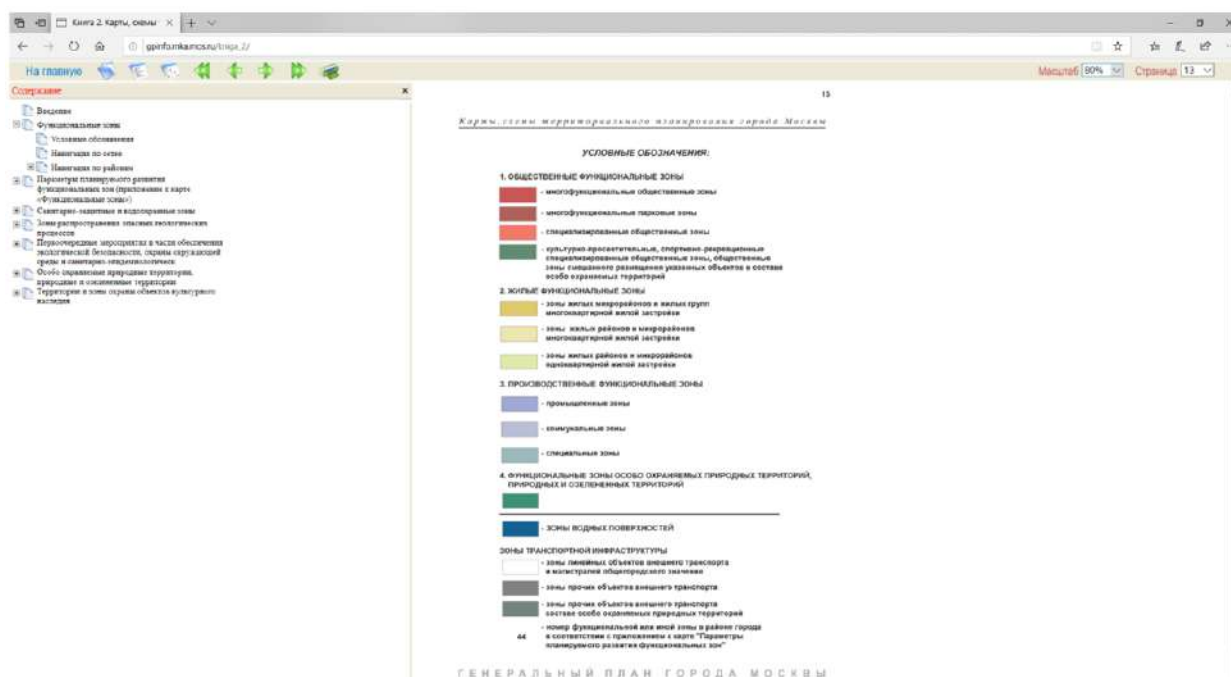 Книга 2. Карты, схемы
gpinfo.mka.mos.ru/kniga_2/
На главную
Масштаб 80% Страница 13
Содержание
Введение
Функциональные зоны
Условные обозначения
Навигация по сетке
Навигация по районам
Параметры планируемого развития
функциональных зон (приложение к карте
«Функциональные зоны»)
Санитарно-защитные и водоохранные зоны
Зоны распространения опасных геологических
процессов
Первоочередные мероприятия в части обеспечения
экологической безопасности, охраны окружающей
среды и санитарно-эпидемиологическ
Особо охраняемые природные территории,
природные и озелененные территории
Территории и зоны охраны объектов культурного
наследия
13
Карты, схемы территориального планирования города Москвы
УСЛОВНЫЕ ОБОЗНАЧЕНИЯ:
1. ОБЩЕСТВЕННЫЕ ФУНКЦИОНАЛЬНЫЕ ЗОНЫ
- многофункциональные общественные зоны
- многофункциональные парковые зоны
- специализированные общественные зоны
- культурно-просветительные, спортивно-рекреационные
специализированные общественные зоны, общественные
зоны смешанного размещения указанных объектов в составе
особо охраняемых территорий
2. ЖИЛЫЕ ФУНКЦИОНАЛЬНЫЕ ЗОНЫ
- зоны жилых микрорайонов и жилых групп
многоквартирной жилой застройки
- зоны жилых районов и микрорайонов
многоквартирной жилой застройки
- зоны жилых районов и микрорайонов
одноквартирной жилой застройки
3. ПРОИЗВОДСТВЕННЫЕ ФУНКЦИОНАЛЬНЫЕ ЗОНЫ
- промышленные зоны
- коммунальные зоны
- специальные зоны
4. ФУНКЦИОНАЛЬНЫЕ ЗОНЫ ОСОБО ОХРАНЯЕМЫХ ПРИРОДНЫХ ТЕРРИТОРИЙ,
ПРИРОДНЫХ И ОЗЕЛЕНЕННЫХ ТЕРРИТОРИЙ
- ЗОНЫ ВОДНЫХ ПОВЕРХНОСТЕЙ
ЗОНЫ ТРАНСПОРТНОЙ ИНФРАСТРУКТУРЫ
- зоны линейных объектов внешнего транспорта
и магистралей общегородского значения
- зоны прочих объектов внешнего транспорта
- зоны прочих объектов внешнего транспорта
составе особо охраняемых природных территорий
44 - номер функциональной или иной зоны в районе города
в соответствии с приложением к карте "Параметры
планируемого развития функциональных зон"
ГЕНЕРАЛЬНЫЙ ПЛАН ГОРОДА МОСКВЫ